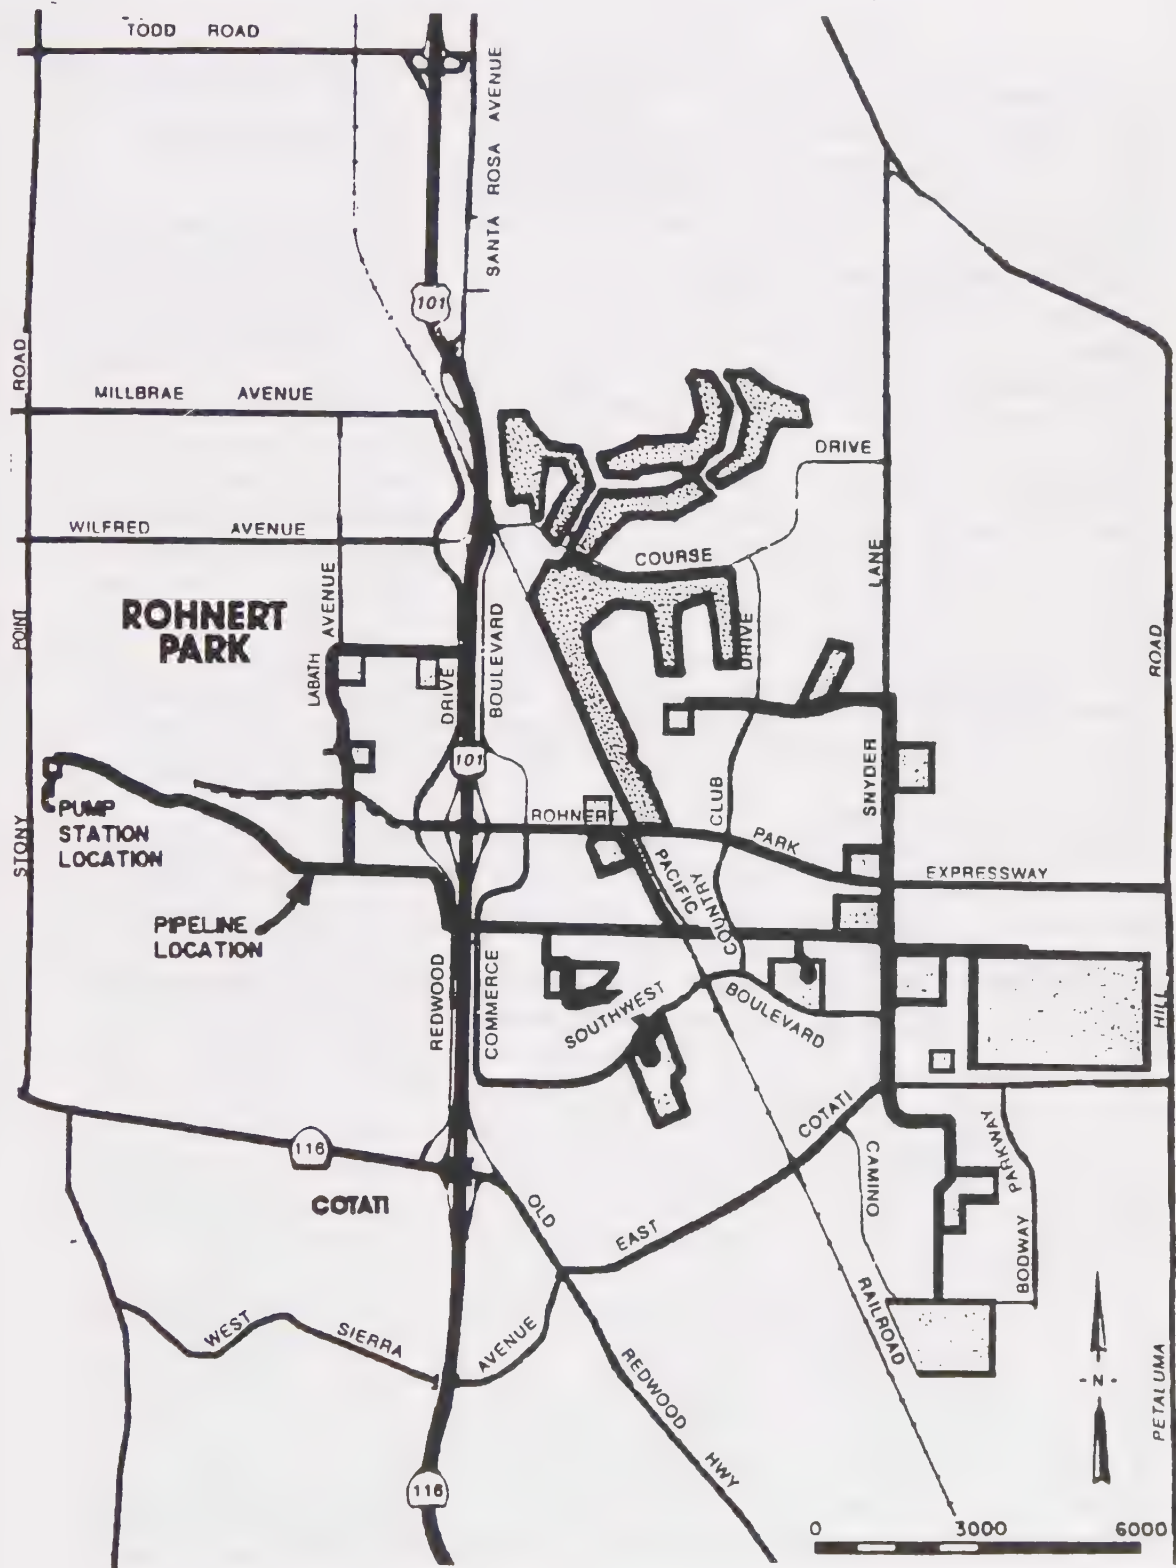 TODD ROAD
SANTA ROSA AVENUE
101
ROAD
MILLBRAE AVENUE
DRIVE
WILFRED AVENUE
COURSE
LANE
ROHNERT
PARK
AVENUE
LABATH
POINT
BOULEVARD
DRIVE
DRIVE
ROAD
101
SNYDER
CLUB
PUMP
STATION
LOCATION
STONY
ROHNERT
PARK
EXPRESSWAY
PACIFIC
COUNTRY
PIPELINE
LOCATION
REDWOOD
COMMERCE
SOUTHWEST
BOULEVARD
HILL
116
COTATI
COTATI
CAMINO
PARKWAY
BODWAY
OLD
EAST
RAILROAD
WEST
SIERRA
AVENUE
REDWOOD
HWY
- N -
PETALUMA
116
0 3000 6000